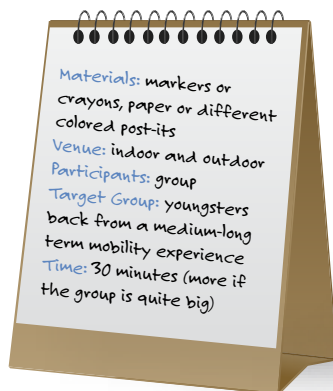 Materials: markers or
crayons, paper or different
colored post-its
Venue: indoor and outdoor
Participants: group
Target Group: youngsters
back from a medium-long
term mobility experience
Time: 30 minutes (more if
the group is quite big)